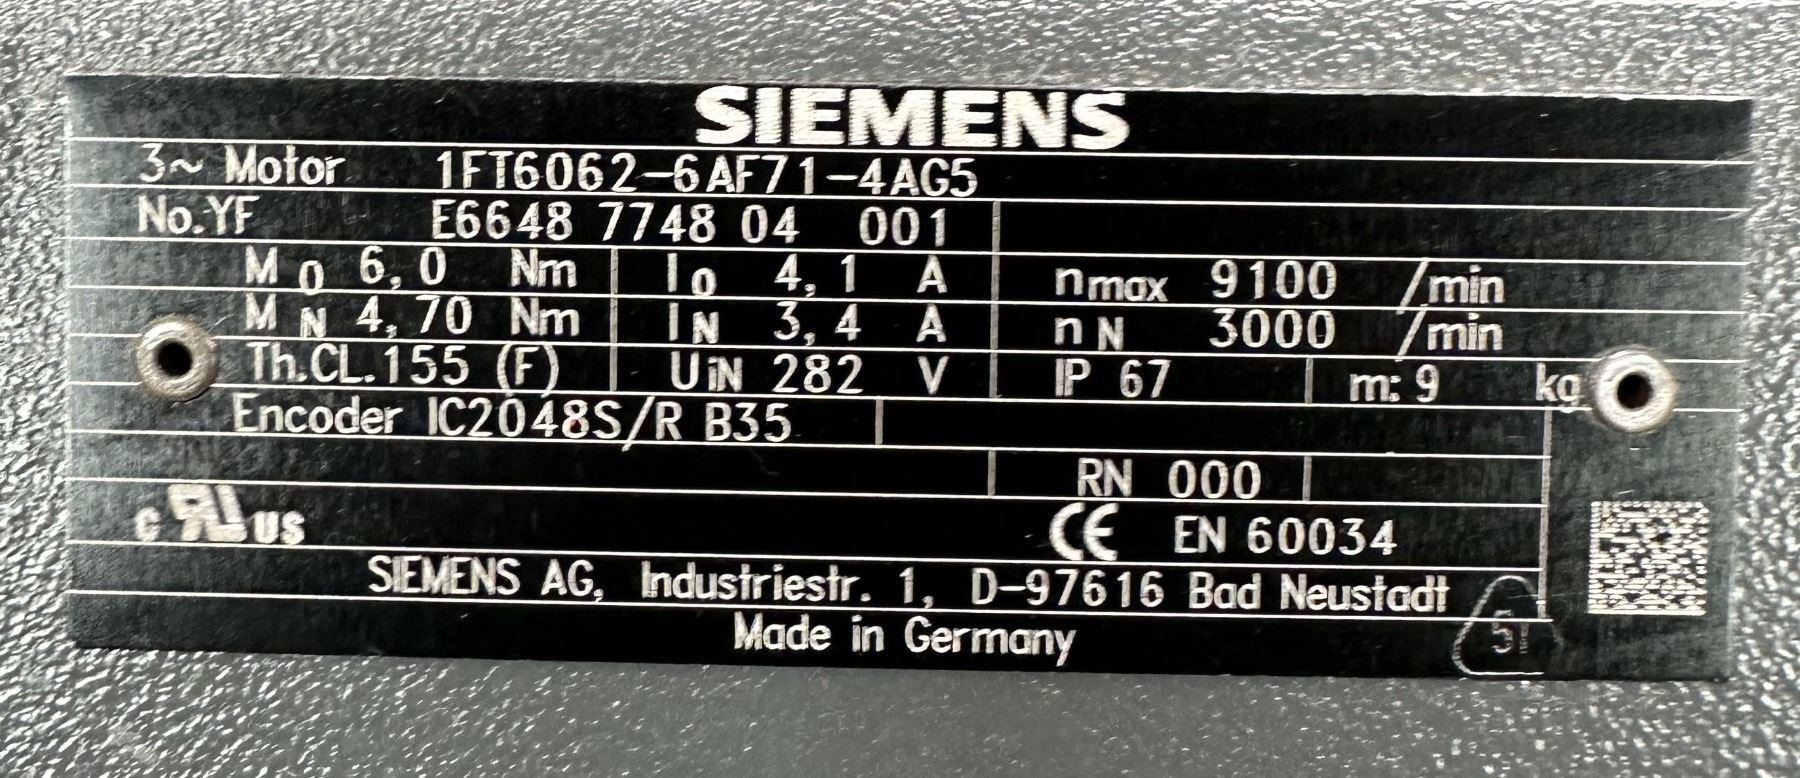 SIEMENS
3~ Motor 1FT6062-6AF71-4AG5
No.YF E6648 7748 04 001
M0 6,0 Nm I0 4,1 A nmax 9100 /min
MN 4,70 Nm IN 3,4 A nN 3000 /min
Th.CL.155 (F) UiN 282 V IP 67 m: 9 kg
Encoder IC2048S/R B35
RN 000
c RU US CE EN 60034
SIEMENS AG, Industriestr. 1, D-97616 Bad Neustadt
Made in Germany